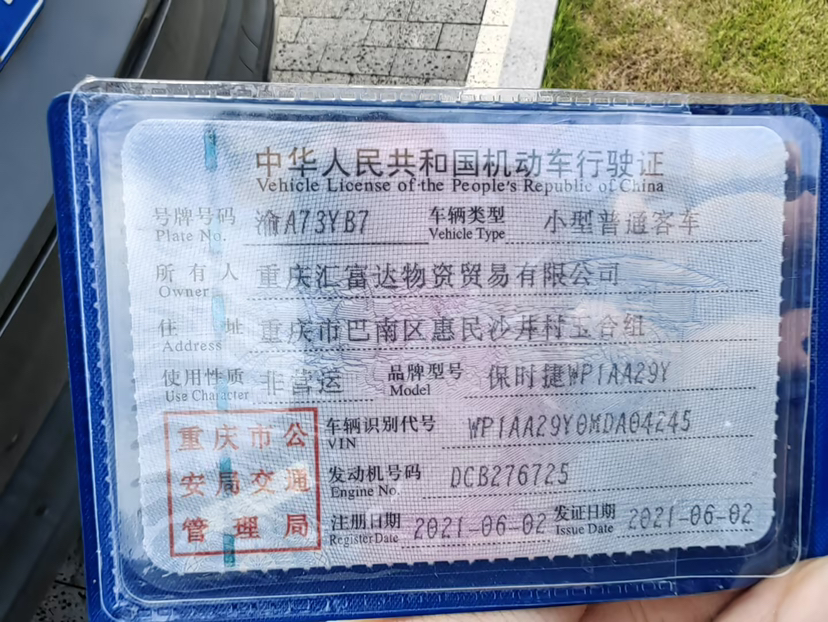 中华人民共和国机动车行驶证
Vehicle License of the People's Republic of China
号牌号码 渝A73YB7 车辆类型 小型普通客车
Plate No. Vehicle Type
所有人 重庆汇富达物资贸易有限公司
Owner
住址 重庆市巴南区惠民沙井村玉合组
Address
使用性质 非营运 品牌型号 保时捷WP1AA29Y
Use Character Model
车辆识别代号 WP1AA29Y0MDA04245
VIN
发动机号码 DCB276725
Engine No.
注册日期 2021-06-02 发证日期 2021-06-02
Register Date Issue Date
重庆市公
安局交通
管理局